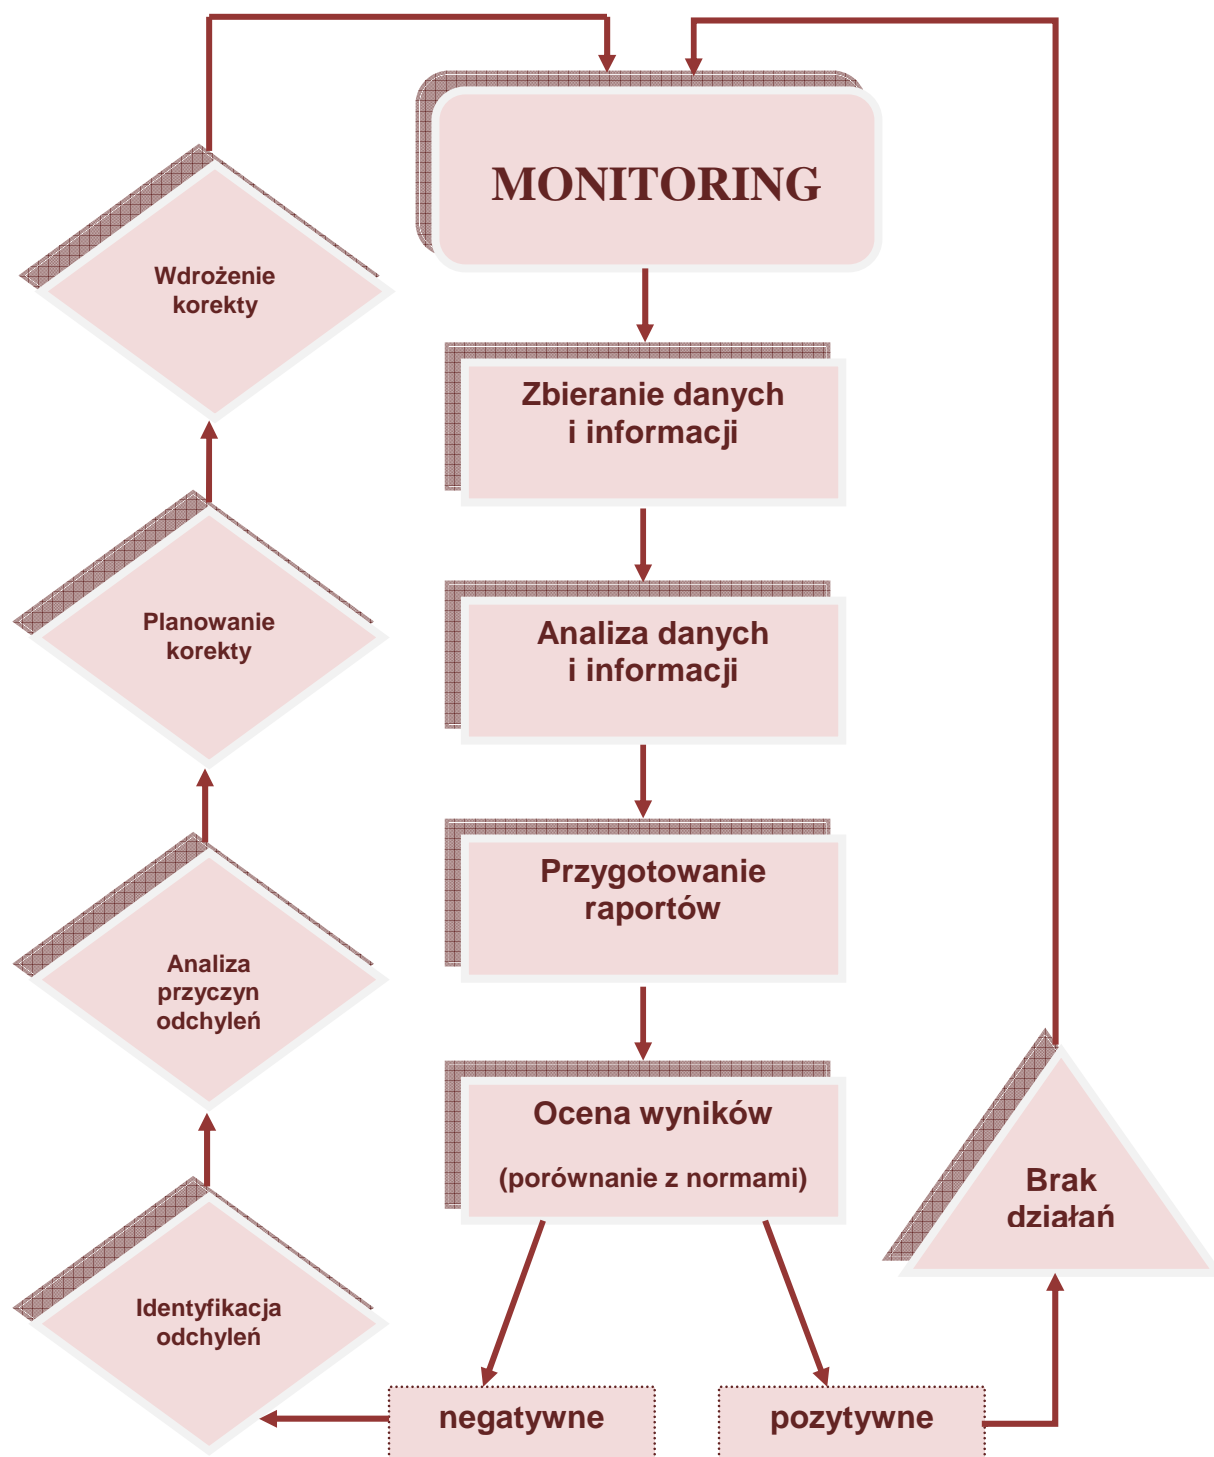 MONITORING
Wdrożenie
korekty
Zbieranie danych
i informacji
Planowanie
korekty
Analiza danych
i informacji
Przygotowanie
raportów
Analiza
przyczyn
odchyleń
Ocena wyników
(porównanie z normami)
Brak
działań
Identyfikacja
odchyleń
negatywne
pozytywne